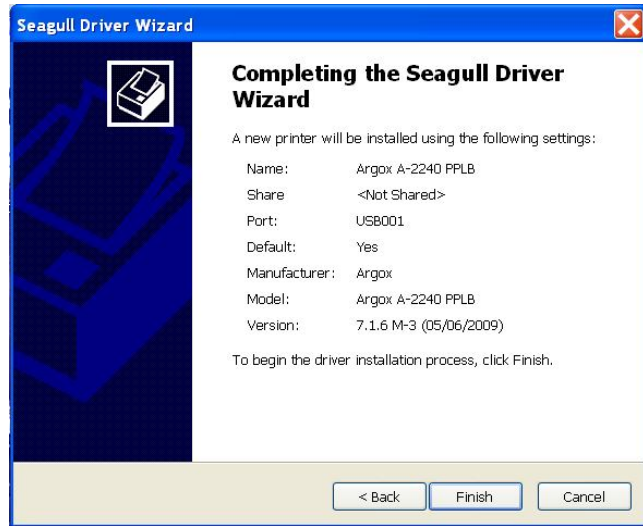 Seagull Driver Wizard
Completing the Seagull Driver
Wizard
A new printer will be installed using the following settings:
Name: Argox A-2240 PPLB
Share <Not Shared>
Port: USB001
Default: Yes
Manufacturer: Argox
Model: Argox A-2240 PPLB
Version: 7.1.6 M-3 (05/06/2009)
To begin the driver installation process, click Finish.
< Back Finish Cancel